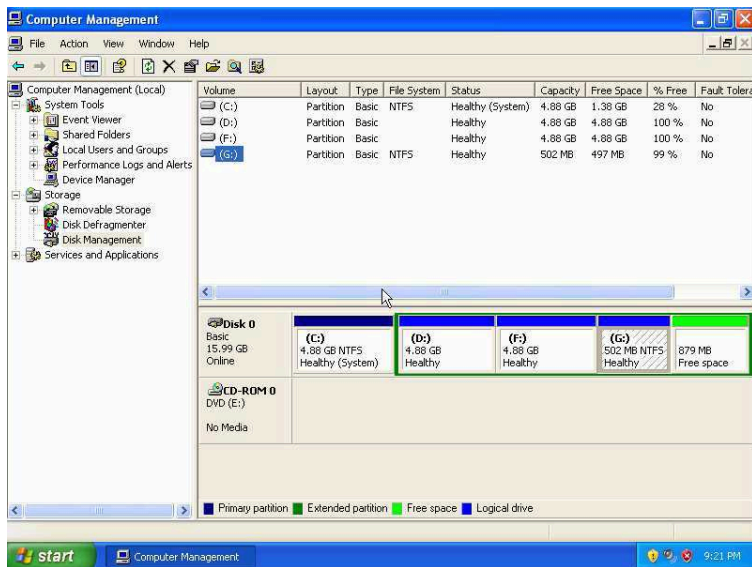 Computer Management
File Action View Window Help
Computer Management (Local)
System Tools
Event Viewer
Shared Folders
Local Users and Groups
Performance Logs and Alerts
Device Manager
Storage
Removable Storage
Disk Defragmenter
Disk Management
Services and Applications
Volume Layout Type File System Status Capacity Free Space % Free Fault Tolera
(C:) Partition Basic NTFS Healthy (System) 4.88 GB 1.38 GB 28 % No
(D:) Partition Basic Healthy 4.88 GB 4.88 GB 100 % No
(F:) Partition Basic Healthy 4.88 GB 4.88 GB 100 % No
(G:) Partition Basic NTFS Healthy 502 MB 497 MB 99 % No
Disk 0
Basic
15.99 GB
Online
(C:)
4.88 GB NTFS
Healthy (System)
(D:)
4.88 GB
Healthy
(F:)
4.88 GB
Healthy
(G:)
502 MB NTFS
Healthy
879 MB
Free space
CD-ROM 0
DVD (E:)
No Media
Primary partition Extended partition Free space Logical drive
start Computer Management 9:21 PM